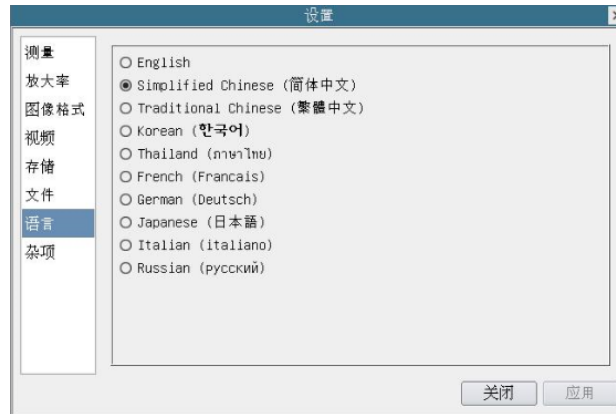 设置
测量
放大率
图像格式
视频
存储
文件
语言
杂项
English
Simplified Chinese (简体中文)
Traditional Chinese (繁體中文)
Korean (한국어)
Thailand (ภาษาไทย)
French (Francais)
German (Deutsch)
Japanese (日本語)
Italian (italiano)
Russian (русский)
关闭
应用